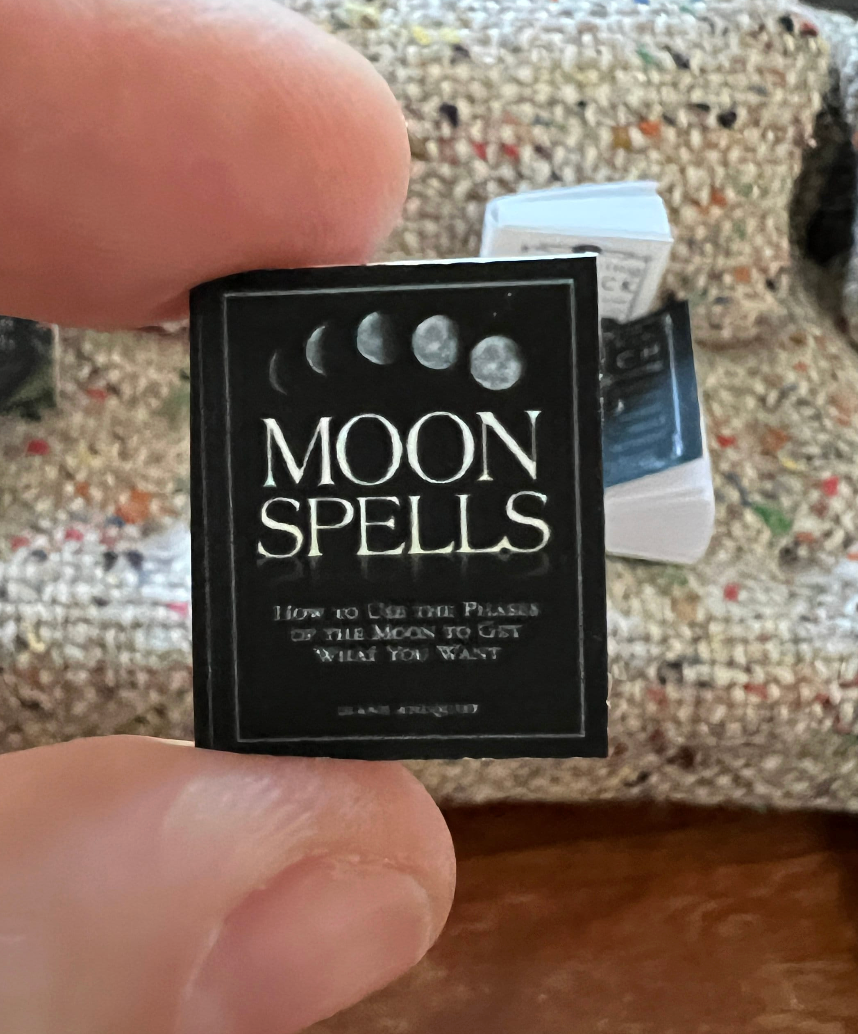 MOON
SPELLS
HOW TO USE THE PHASES
OF THE MOON TO GET
WHAT YOU WANT